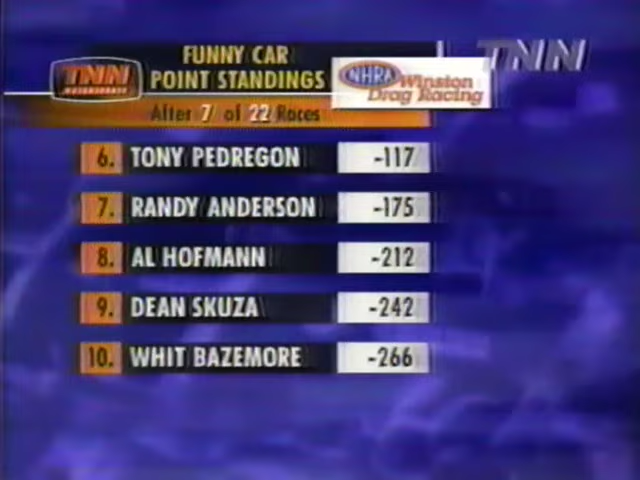 TNN
FUNNY CAR
POINT STANDINGS
TNN
MOTORSPORTS
NHRA
Winston
Drag Racing
After 7 of 22 Races
6. TONY PEDREGON -117
7. RANDY ANDERSON -175
8. AL HOFMANN -212
9. DEAN SKUZA -242
10. WHIT BAZEMORE -266